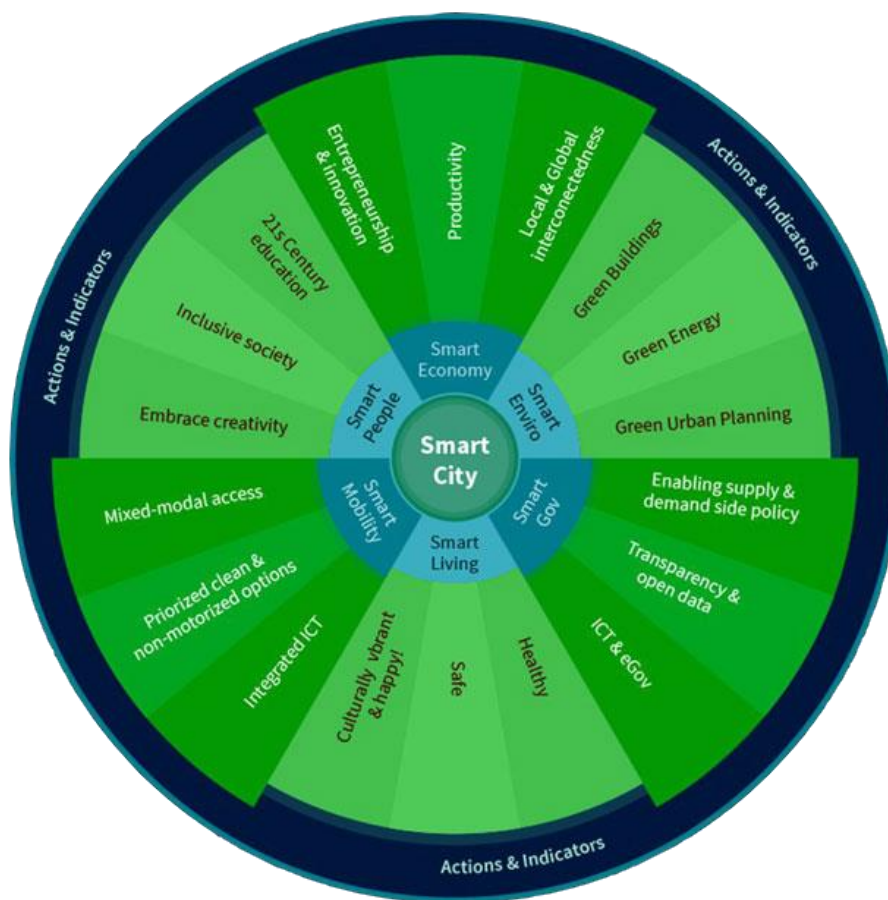 Smart
City
Smart
Economy
Entrepreneurship
& innovation
Productivity
Local & Global
interconectedness
Smart
Enviro
Green Buildings
Green Energy
Green Urban Planning
Smart
Gov
Enabling supply &
demand side policy
Transparency &
open data
ICT & eGov
Smart
Living
Healthy
Safe
Culturally vibrant
& happy!
Smart
Mobility
Integrated ICT
Priorized clean &
non-motorized options
Mixed-modal access
Smart
People
Embrace creativity
Inclusive society
21s Century
education
Actions & Indicators
Actions & Indicators
Actions & Indicators